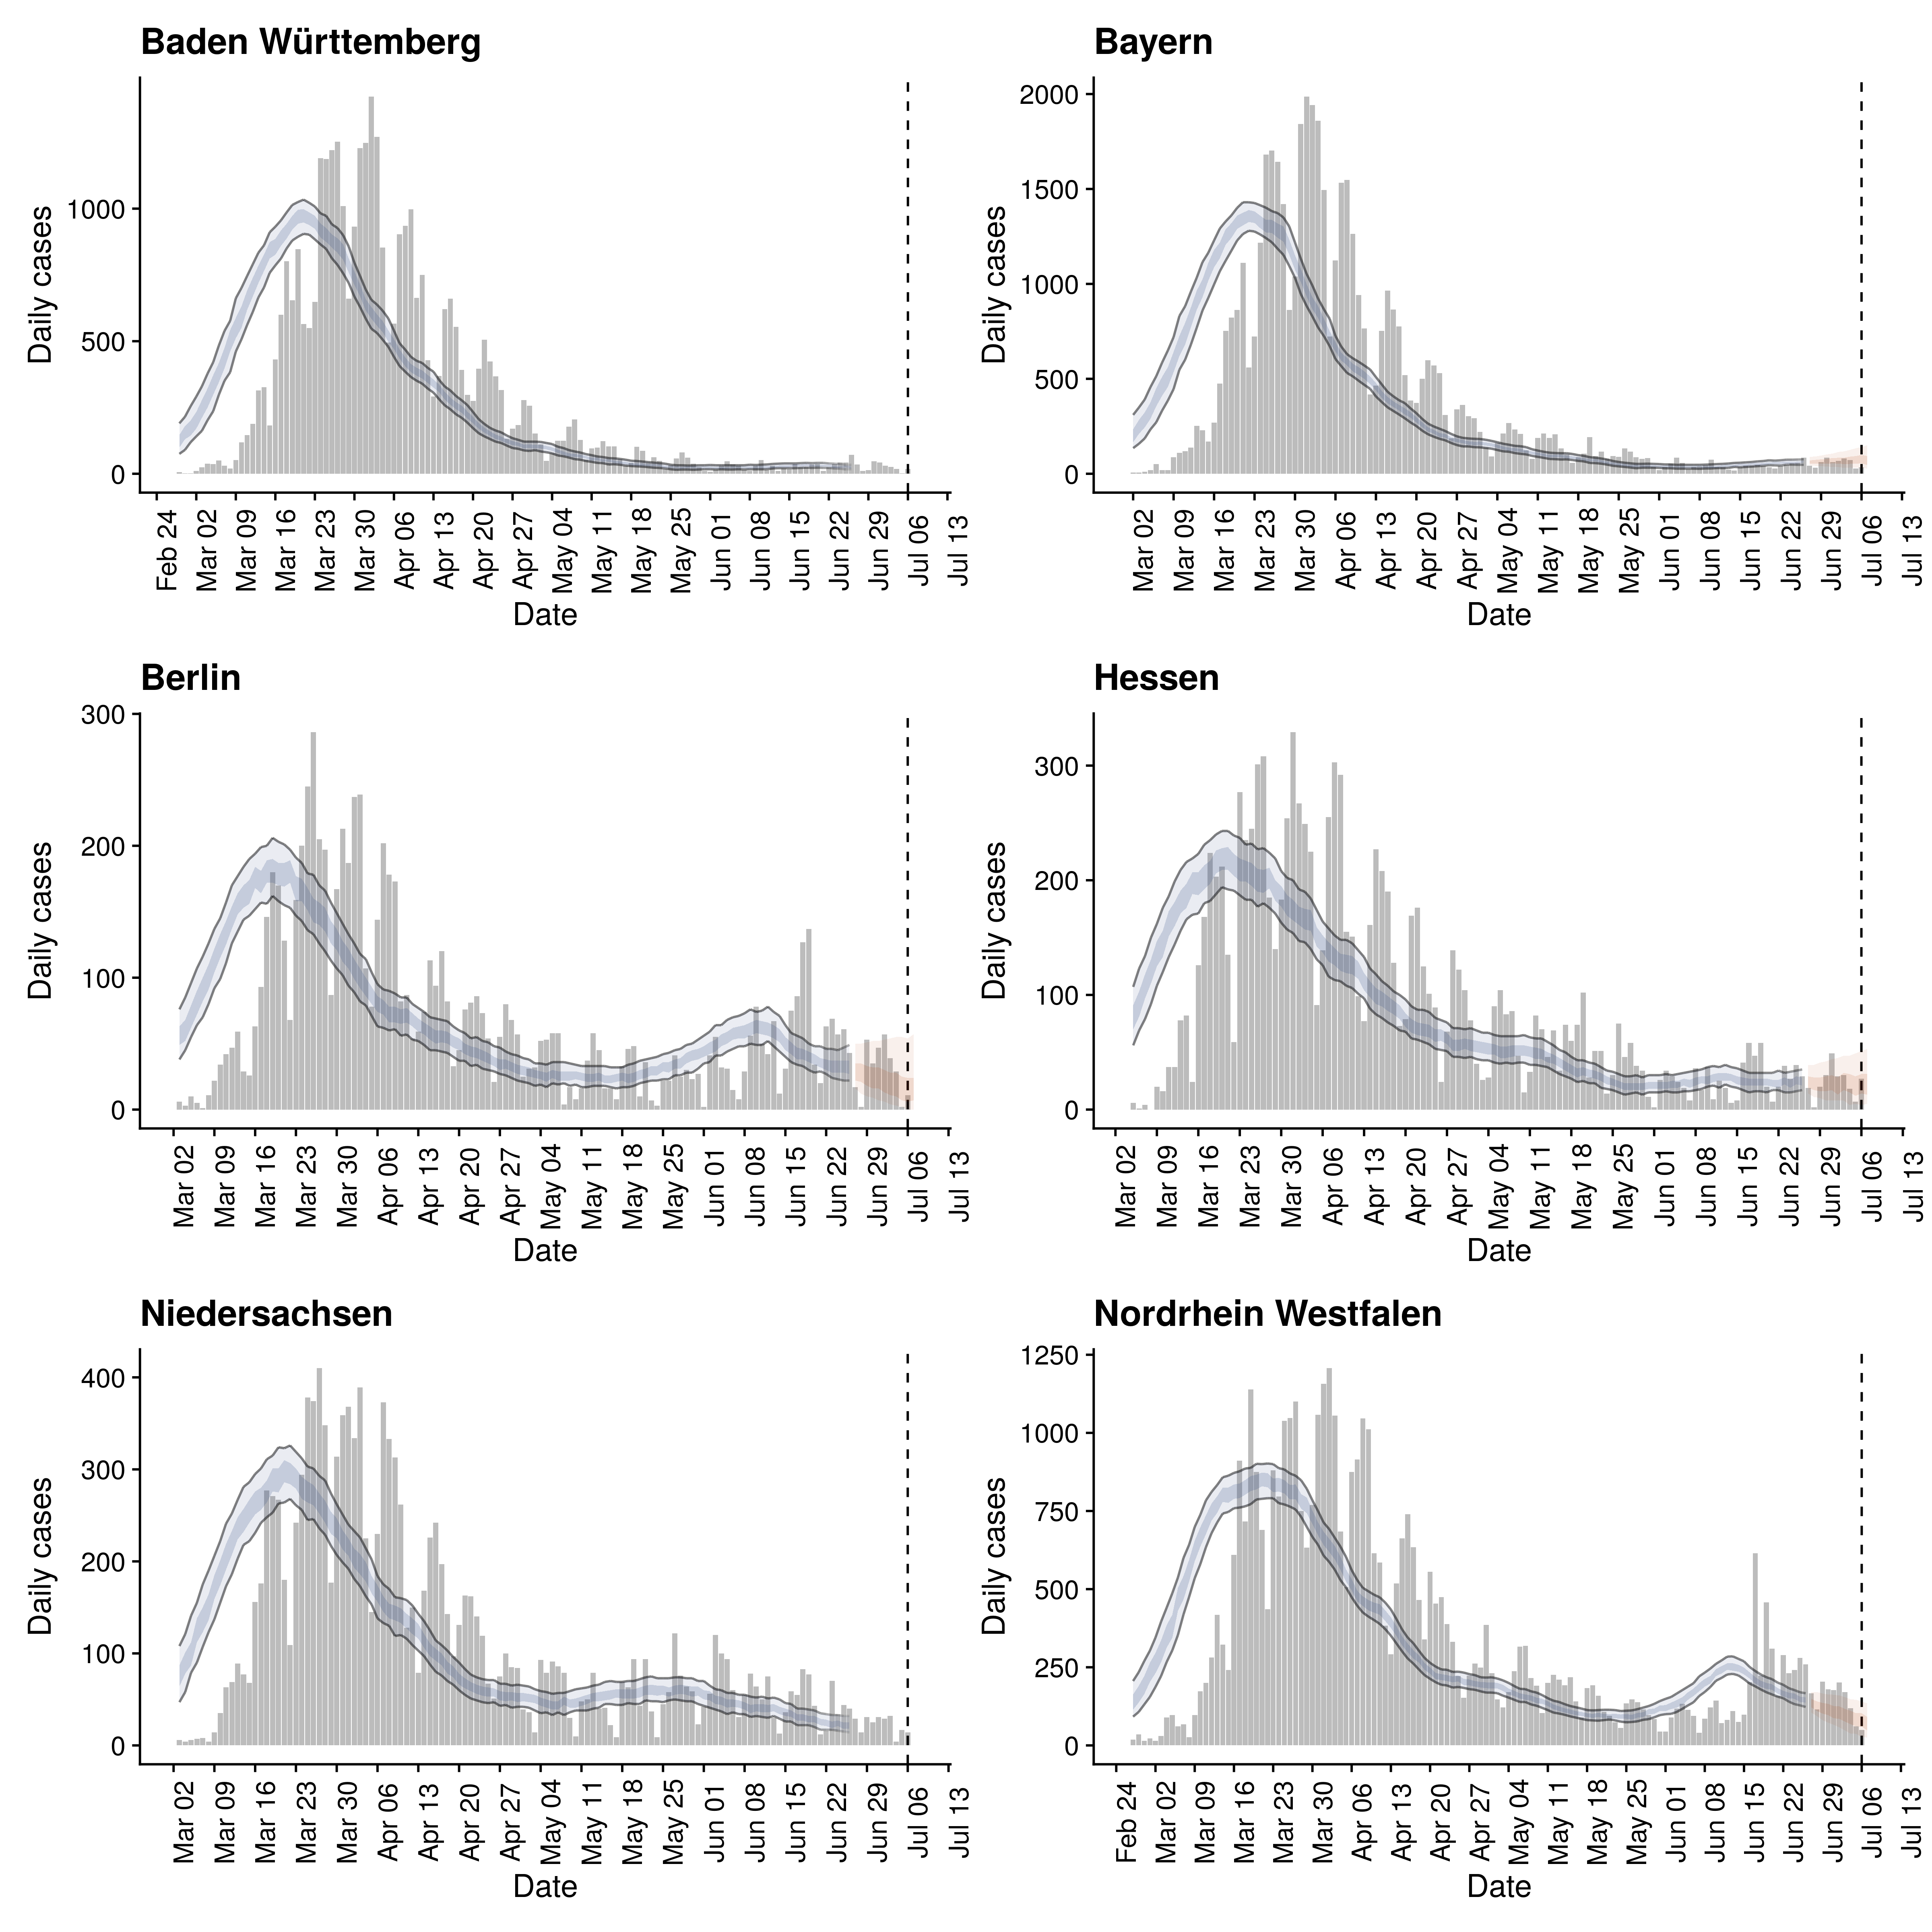 Baden Württemberg
Daily cases
1000
500
0
Feb 24 Mar 02 Mar 09 Mar 16 Mar 23 Mar 30 Apr 06 Apr 13 Apr 20 Apr 27 May 04 May 11 May 18 May 25 Jun 01 Jun 08 Jun 15 Jun 22 Jun 29 Jul 06 Jul 13
Date
Bayern
Daily cases
2000
1500
1000
500
0
Mar 02 Mar 09 Mar 16 Mar 23 Mar 30 Apr 06 Apr 13 Apr 20 Apr 27 May 04 May 11 May 18 May 25 Jun 01 Jun 08 Jun 15 Jun 22 Jun 29 Jul 06 Jul 13
Date
Berlin
Daily cases
300
200
100
0
Mar 02 Mar 09 Mar 16 Mar 23 Mar 30 Apr 06 Apr 13 Apr 20 Apr 27 May 04 May 11 May 18 May 25 Jun 01 Jun 08 Jun 15 Jun 22 Jun 29 Jul 06 Jul 13
Date
Hessen
Daily cases
300
200
100
0
Mar 02 Mar 09 Mar 16 Mar 23 Mar 30 Apr 06 Apr 13 Apr 20 Apr 27 May 04 May 11 May 18 May 25 Jun 01 Jun 08 Jun 15 Jun 22 Jun 29 Jul 06 Jul 13
Date
Niedersachsen
Daily cases
400
300
200
100
0
Mar 02 Mar 09 Mar 16 Mar 23 Mar 30 Apr 06 Apr 13 Apr 20 Apr 27 May 04 May 11 May 18 May 25 Jun 01 Jun 08 Jun 15 Jun 22 Jun 29 Jul 06 Jul 13
Date
Nordrhein Westfalen
Daily cases
1250
1000
750
500
250
0
Feb 24 Mar 02 Mar 09 Mar 16 Mar 23 Mar 30 Apr 06 Apr 13 Apr 20 Apr 27 May 04 May 11 May 18 May 25 Jun 01 Jun 08 Jun 15 Jun 22 Jun 29 Jul 06 Jul 13
Date